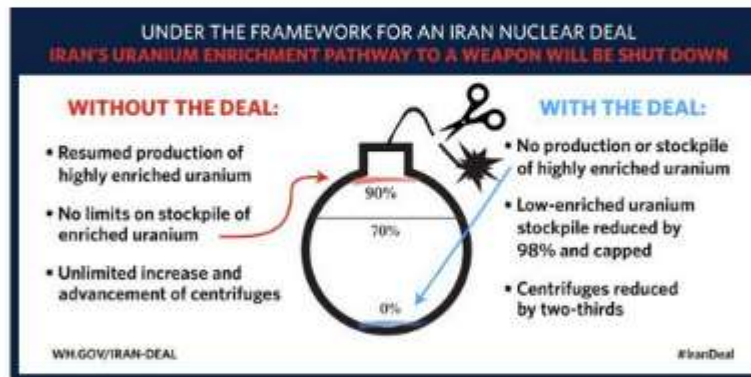 UNDER THE FRAMEWORK FOR AN IRAN NUCLEAR DEAL
IRAN'S URANIUM ENRICHMENT PATHWAY TO A WEAPON WILL BE SHUT DOWN
WITHOUT THE DEAL:
• Resumed production of
highly enriched uranium
• No limits on stockpile of
enriched uranium
• Unlimited increase and
advancement of centrifuges
90%
70%
0%
WITH THE DEAL:
• No production or stockpile
of highly enriched uranium
• Low-enriched uranium
stockpile reduced by
98% and capped
• Centrifuges reduced
by two-thirds
WH.GOV/IRAN-DEAL
#IranDeal